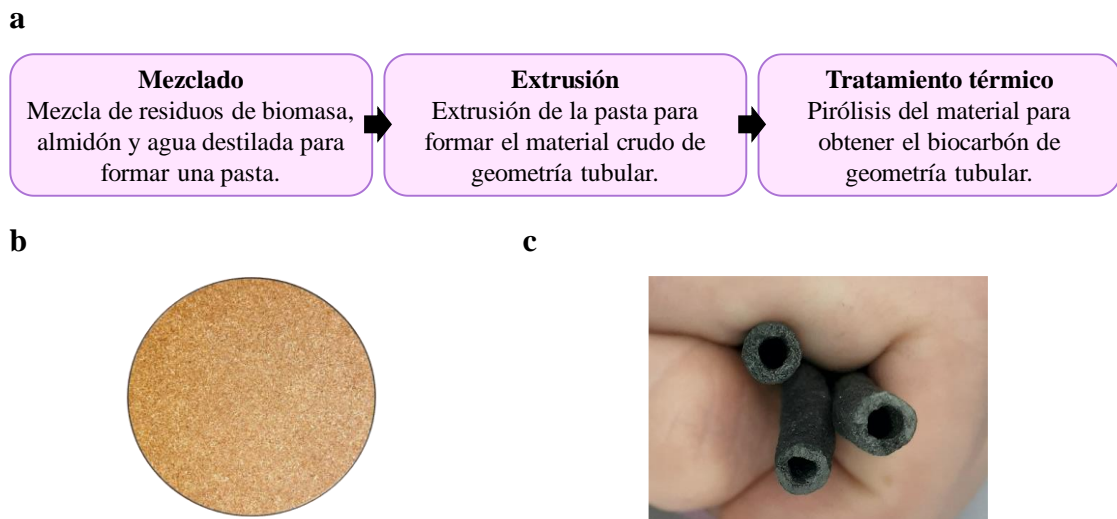 a
Mezclado
Mezcla de residuos de biomasa,
almidón y agua destilada para
formar una pasta.
Extrusión
Extrusión de la pasta para
formar el material crudo de
geometría tubular.
Tratamiento térmico
Pirólisis del material para
obtener el biocarbón de
geometría tubular.
b
c